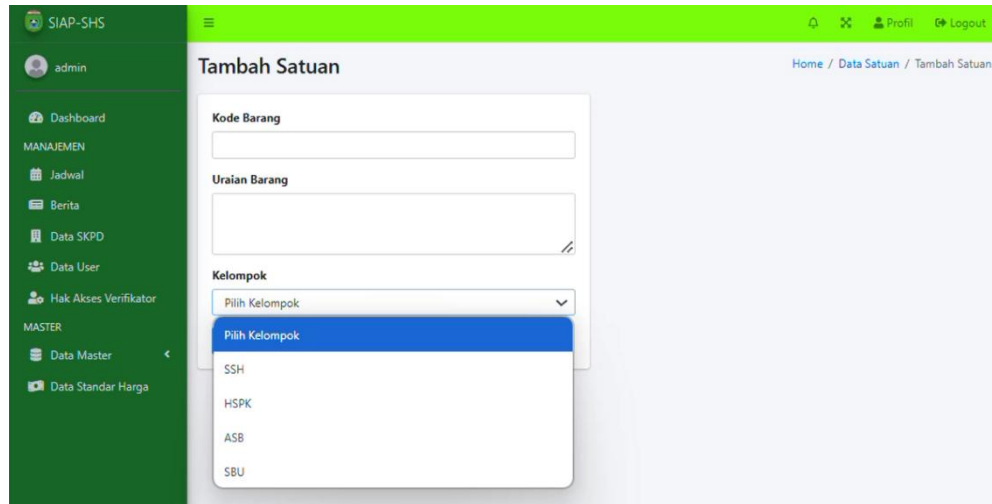 SIAP-SHS
Profil
Logout
admin
Tambah Satuan
Home / Data Satuan / Tambah Satuan
Dashboard
MANAJEMEN
Jadwal
Berita
Data SKPD
Data User
Hak Akses Verifikator
MASTER
Data Master
Data Standar Harga
Kode Barang
Uraian Barang
Kelompok
Pilih Kelompok
Pilih Kelompok
SSH
HSPK
ASB
SBU